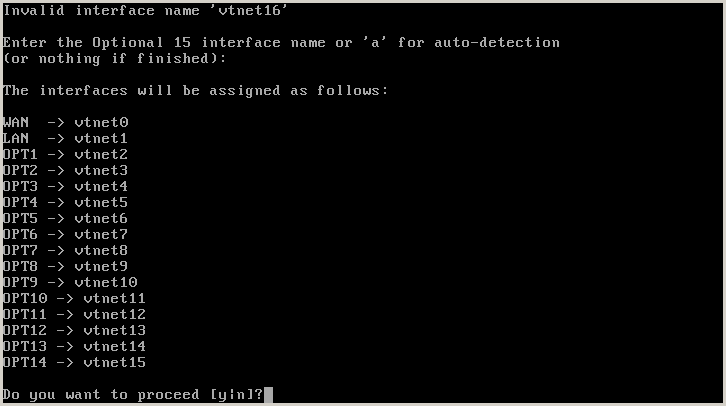 Invalid interface name 'vtnet16'
Enter the Optional 15 interface name or 'a' for auto-detection
(or nothing if finished):
The interfaces will be assigned as follows:
WAN  -> vtnet0
LAN  -> vtnet1
OPT1 -> vtnet2
OPT2 -> vtnet3
OPT3 -> vtnet4
OPT4 -> vtnet5
OPT5 -> vtnet6
OPT6 -> vtnet7
OPT7 -> vtnet8
OPT8 -> vtnet9
OPT9 -> vtnet10
OPT10 -> vtnet11
OPT11 -> vtnet12
OPT12 -> vtnet13
OPT13 -> vtnet14
OPT14 -> vtnet15
Do you want to proceed [y|n]?